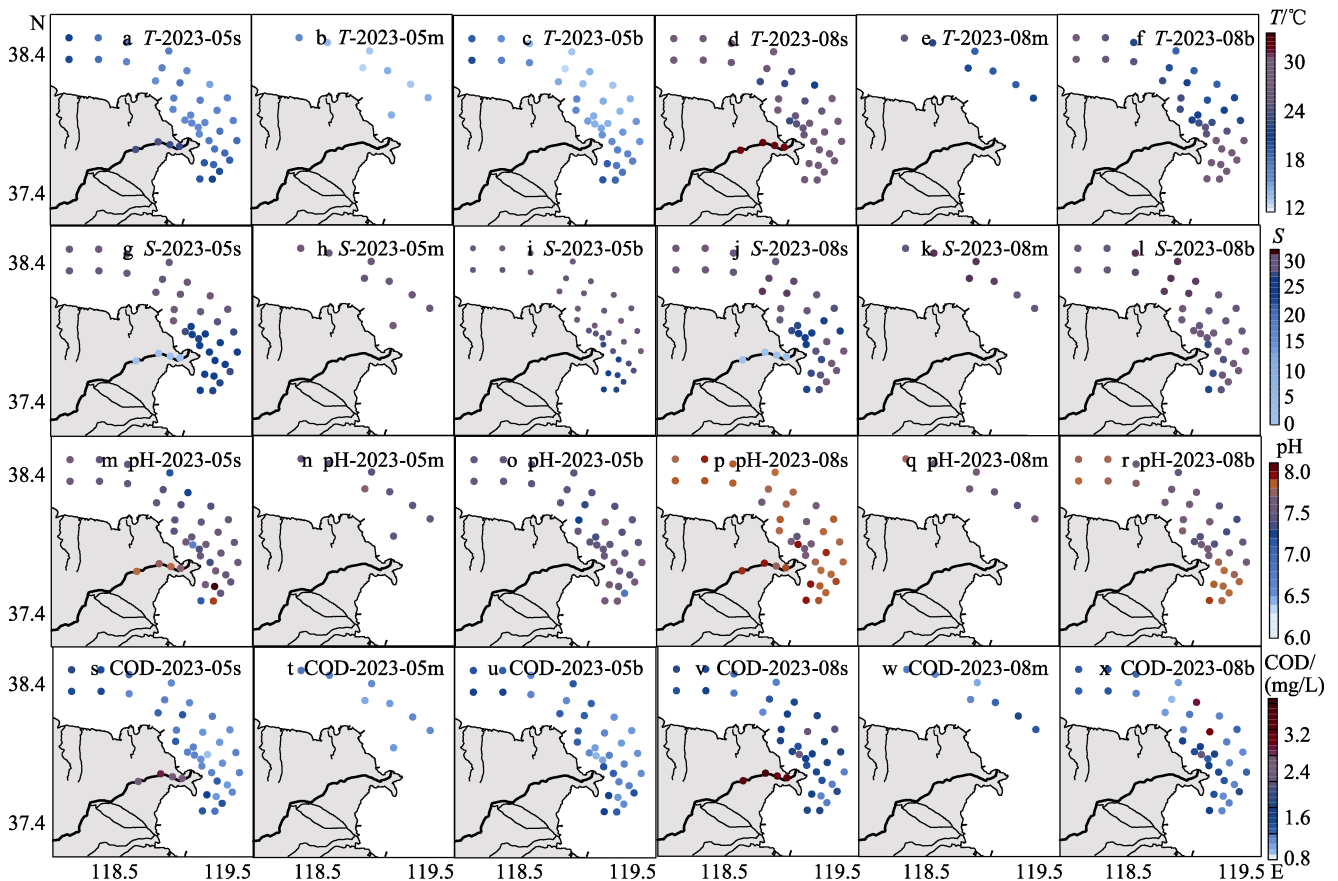 N
T/℃
a T-2023-05s
b T-2023-05m
c T-2023-05b
d T-2023-08s
e T-2023-08m
f T-2023-08b
38.4
37.4
30
24
18
12
S
g S-2023-05s
h S-2023-05m
i S-2023-05b
j S-2023-08s
k S-2023-08m
l S-2023-08b
38.4
37.4
30
25
20
15
10
5
0
pH
m pH-2023-05s
n pH-2023-05m
o pH-2023-05b
p pH-2023-08s
q pH-2023-08m
r pH-2023-08b
38.4
37.4
8.0
7.5
7.0
6.5
6.0
COD/
(mg/L)
s COD-2023-05s
t COD-2023-05m
u COD-2023-05b
v COD-2023-08s
w COD-2023-08m
x COD-2023-08b
38.4
37.4
3.2
2.4
1.6
0.8
118.5 119.5 118.5 119.5 118.5 119.5 118.5 119.5 118.5 119.5 118.5 119.5 E